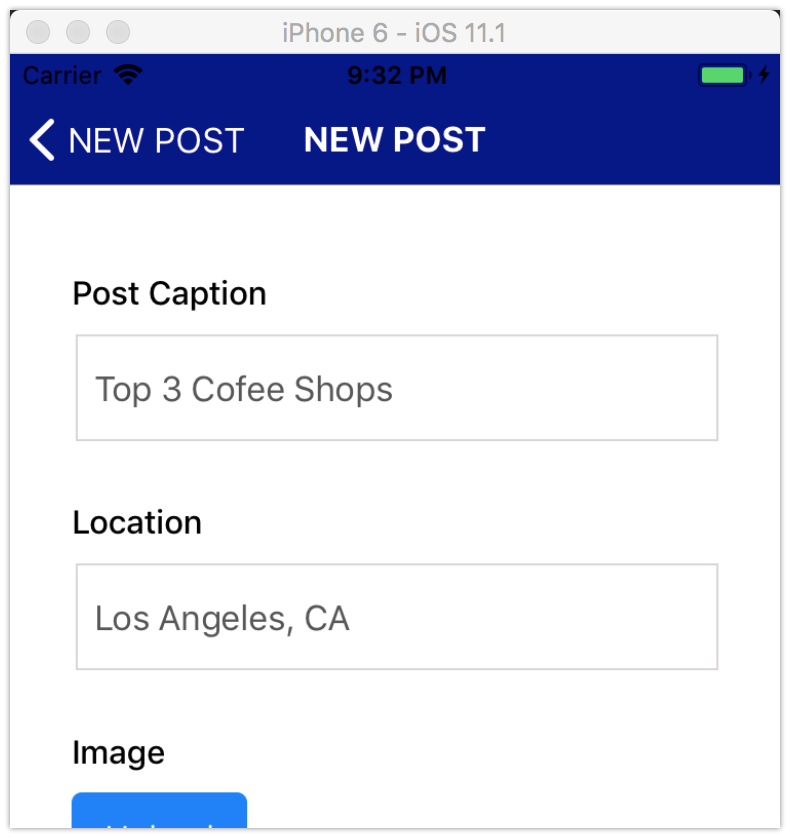 iPhone 6 - iOS 11.1
Carrier 9:32 PM
NEW POST NEW POST
Post Caption
Top 3 Cofee Shops
Location
Los Angeles, CA
Image